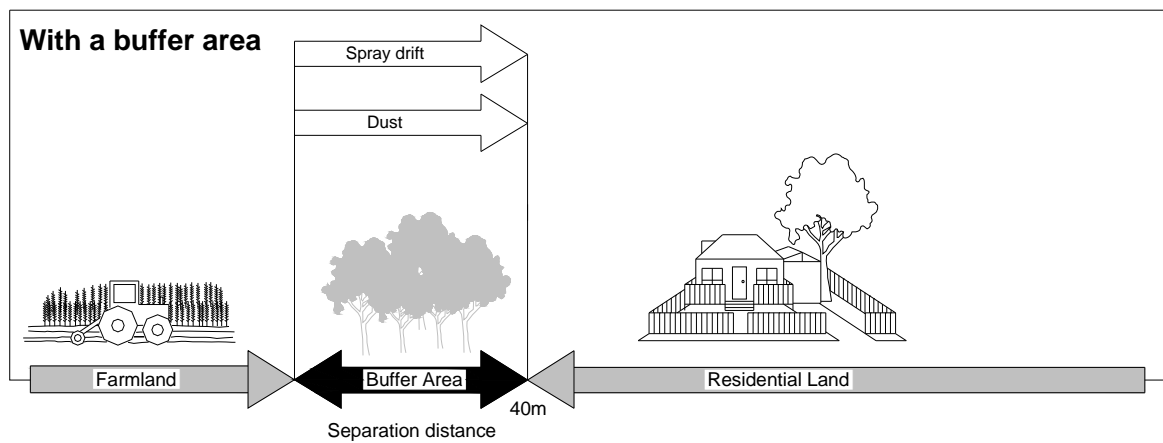 With a buffer area
Spray drift
Dust
Farmland
Buffer Area
Residential Land
40m
Separation distance